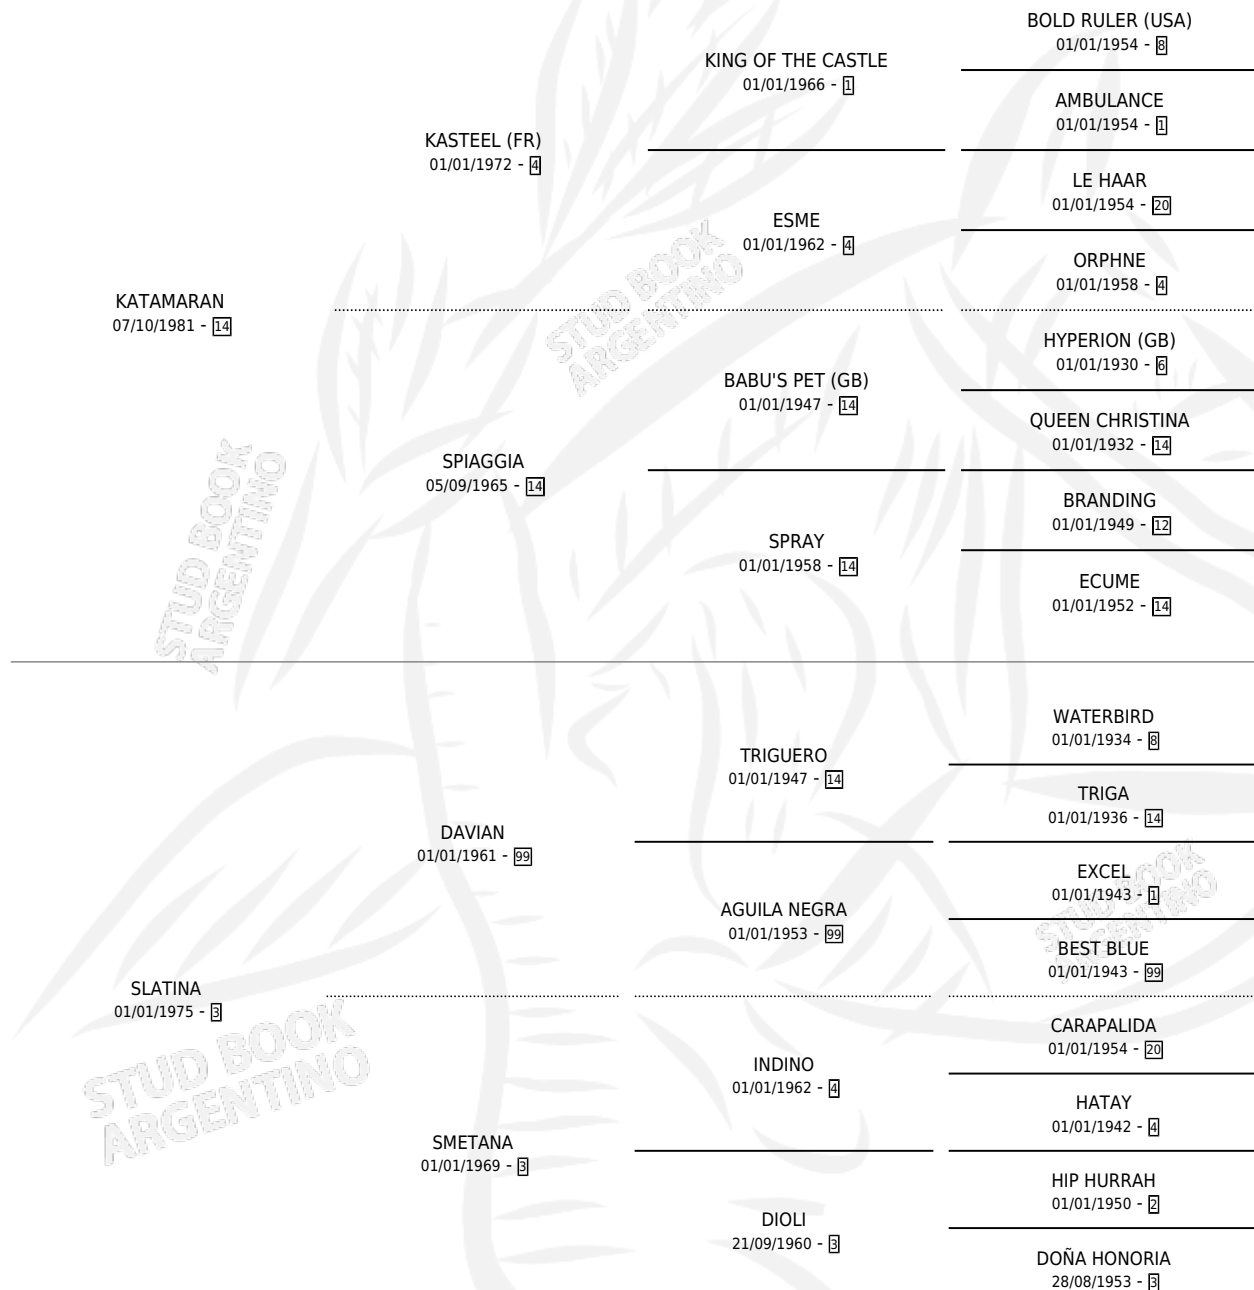 BOLD RULER (USA)
01/01/1954 - 8
KING OF THE CASTLE
01/01/1966 - 1
AMBULANCE
01/01/1954 - 1
KASTEEL (FR)
01/01/1972 - 4
LE HAAR
01/01/1954 - 20
ESME
01/01/1962 - 4
ORPHNE
01/01/1958 - 4
KATAMARAN
07/10/1981 - 14
HYPERION (GB)
01/01/1930 - 6
BABU'S PET (GB)
01/01/1947 - 14
QUEEN CHRISTINA
01/01/1932 - 14
SPIAGGIA
05/09/1965 - 14
BRANDING
01/01/1949 - 12
SPRAY
01/01/1958 - 14
ECUME
01/01/1952 - 14
WATERBIRD
01/01/1934 - 8
TRIGUERO
01/01/1947 - 14
TRIGA
01/01/1936 - 14
DAVIAN
01/01/1961 - 99
EXCEL
01/01/1943 - 1
AGUILA NEGRA
01/01/1953 - 99
BEST BLUE
01/01/1943 - 99
SLATINA
01/01/1975 - 3
CARAPALIDA
01/01/1954 - 20
INDINO
01/01/1962 - 4
HATAY
01/01/1942 - 4
SMETANA
01/01/1969 - 3
HIP HURRAH
01/01/1950 - 2
DIOLI
21/09/1960 - 3
DOÑA HONORIA
28/08/1953 - 3
STUD BOOK
ARGENTINO
STUD BOOK
ARGENTINO
STUD BOOK
ARGENTINO
STUD BOOK
ARGENTINO